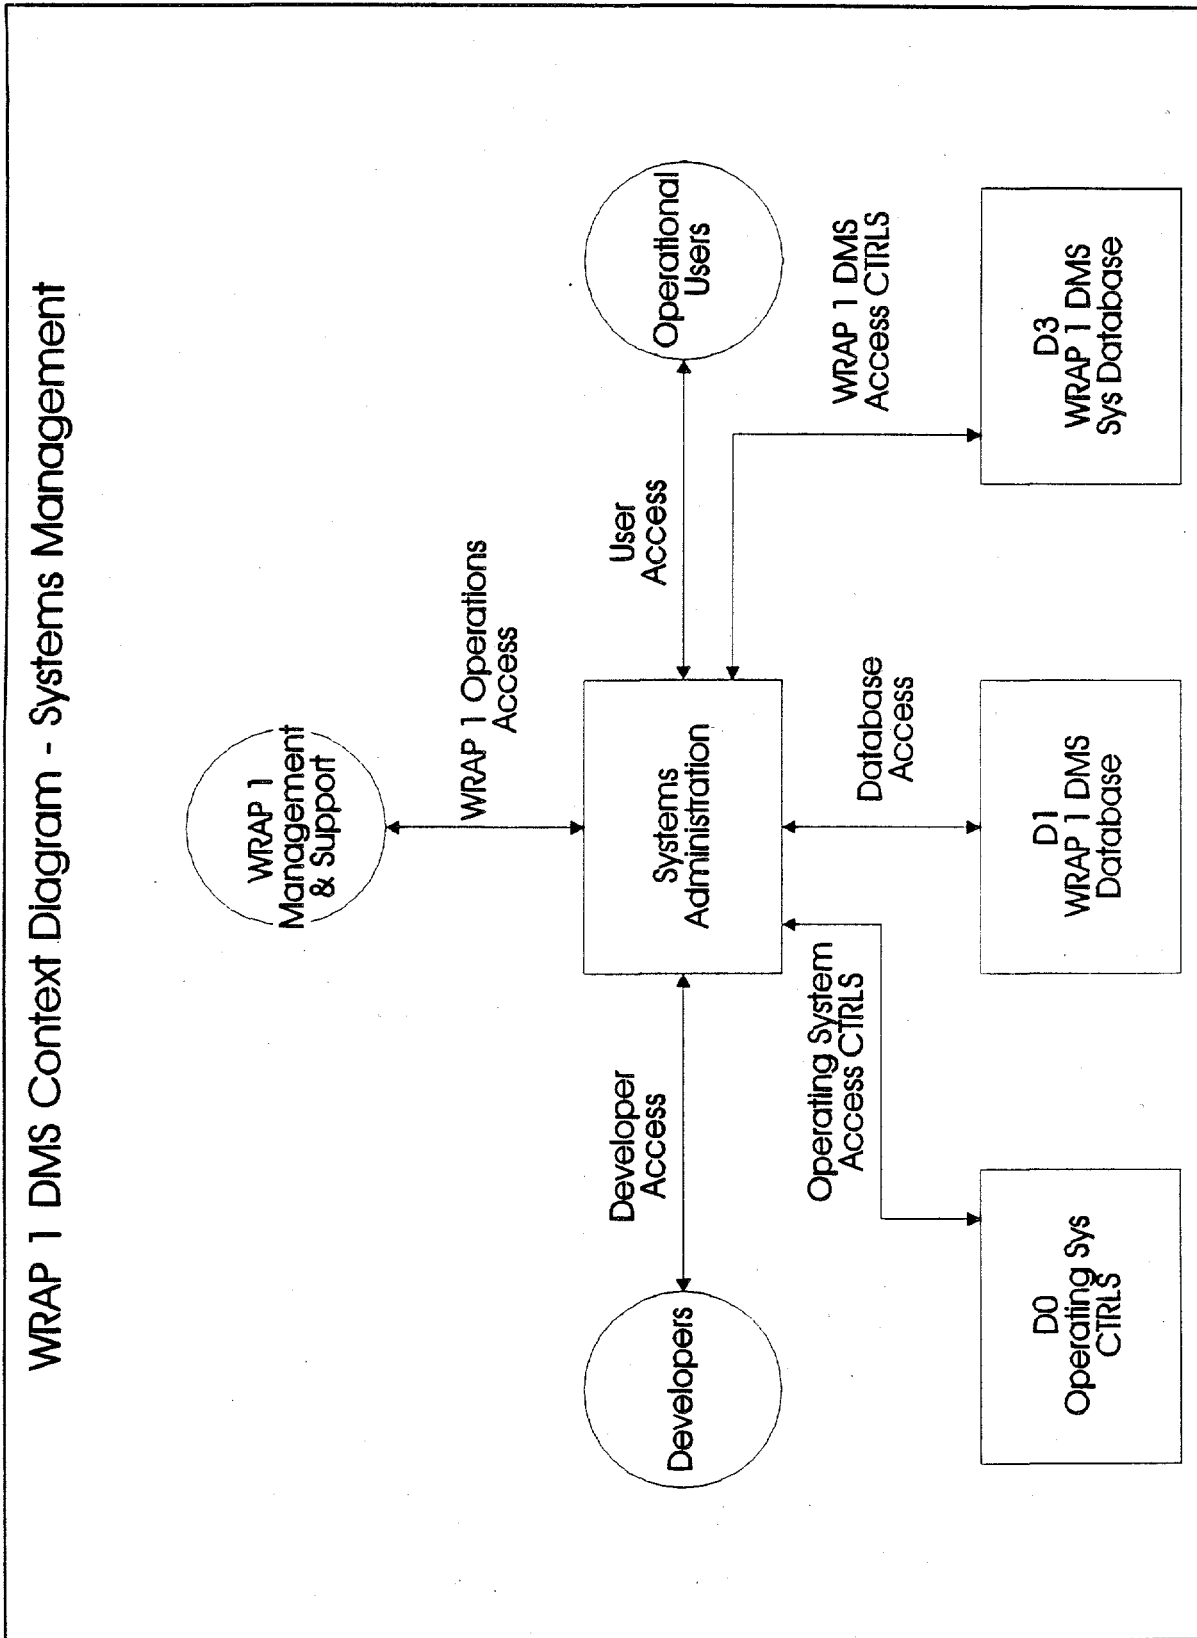 WRAP 1 DMS Context Diagram - Systems Management
WRAP 1
Management
& Support
WRAP 1 Operations
Access
Developers
Developer
Access
Systems
Administration
User
Access
Operational
Users
Operating System
Access CTRLS
Database
Access
WRAP 1 DMS
Access CTRLS
D0
Operating Sys
CTRLS
D1
WRAP 1 DMS
Database
D3
WRAP 1 DMS
Sys Database